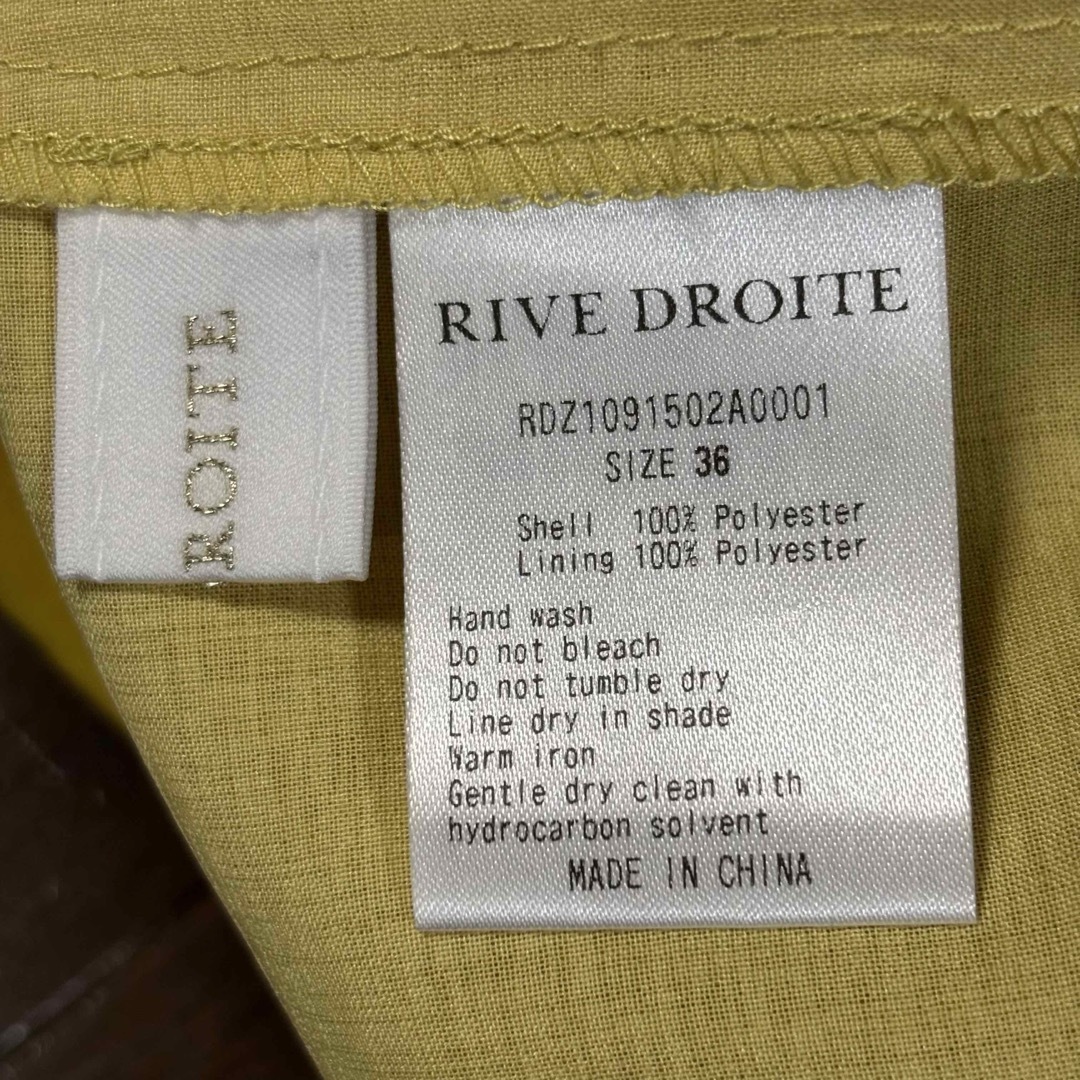 ROITE
RIVE DROITE
RDZ1091502A0001
SIZE 36
Shell 100% Polyester
Lining 100% Polyester
Hand wash
Do not bleach
Do not tumble dry
Line dry in shade
Warm iron
Gentle dry clean with
hydrocarbon solvent
MADE IN CHINA